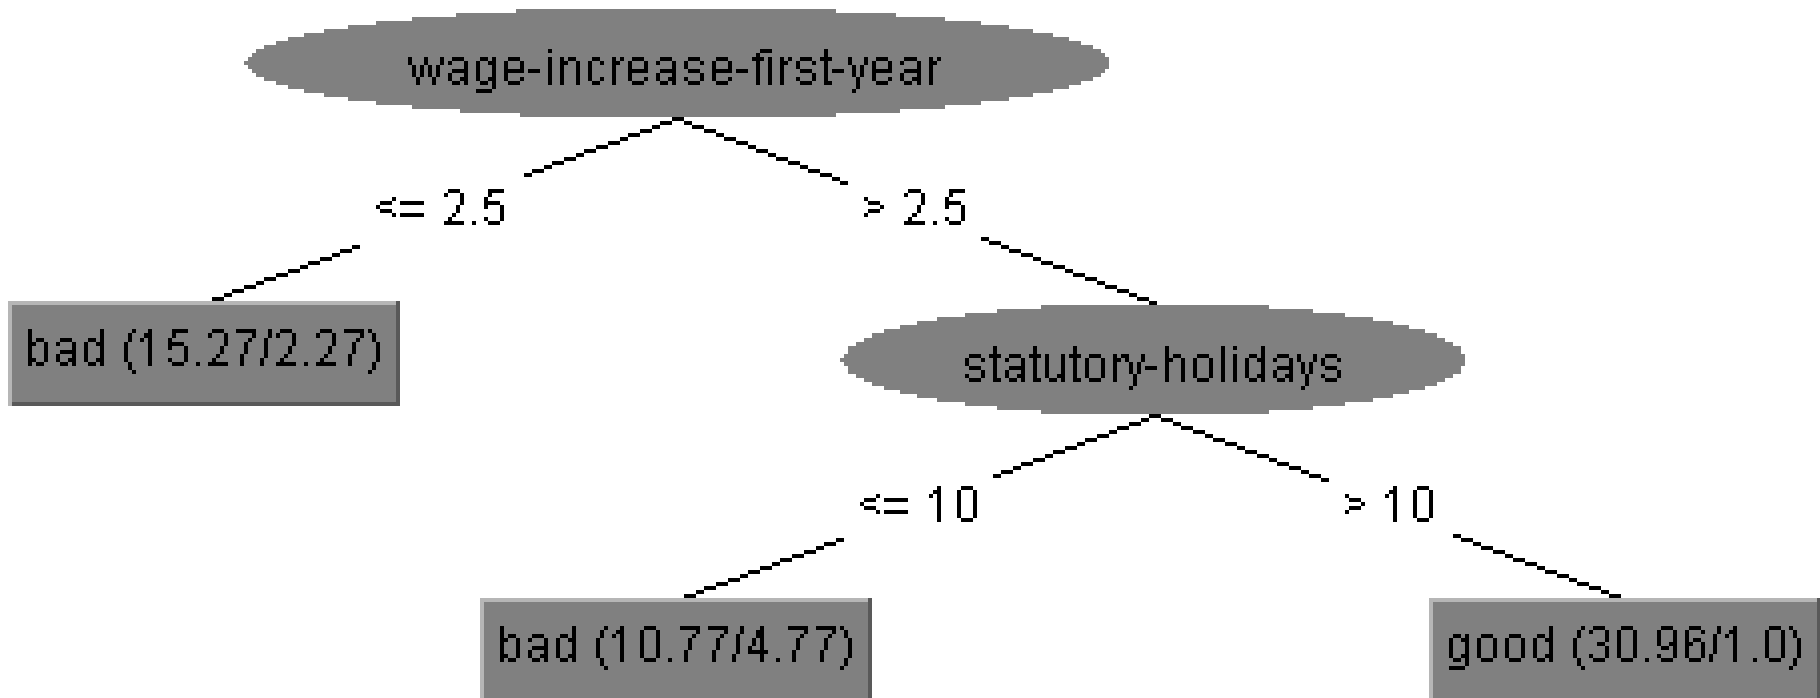 wage-increase-first-year
<= 2.5
> 2.5
bad (15.27/2.27)
statutory-holidays
<= 10
> 10
bad (10.77/4.77)
good (30.96/1.0)